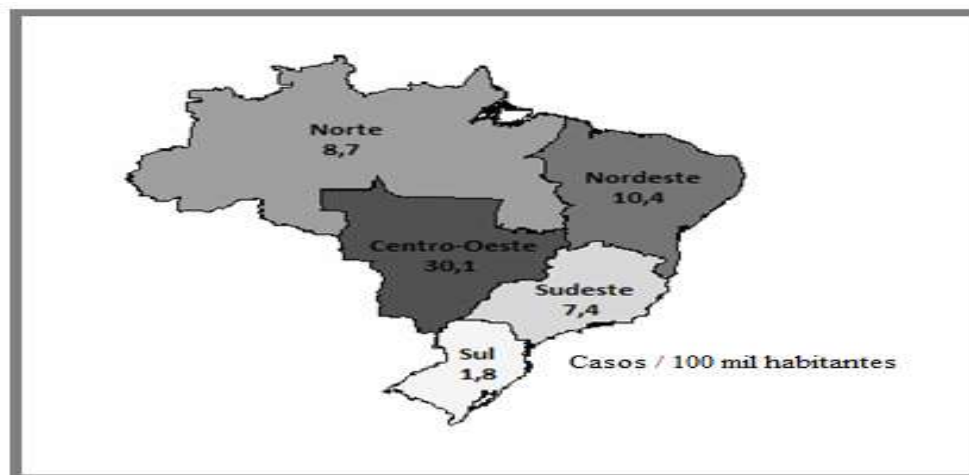 Norte
8,7
Nordeste
10,4
Centro-Oeste
30,1
Sudeste
7,4
Sul
1,8
Casos / 100 mil habitantes